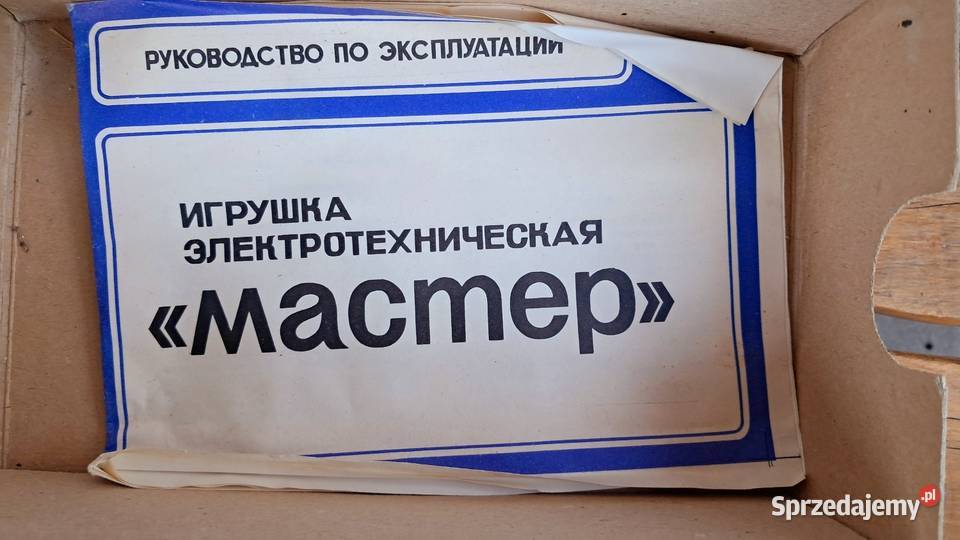 РУКОВОДСТВО ПО ЭКСПЛУАТАЦИИ
ИГРУШКА
ЭЛЕКТРОТЕХНИЧЕСКАЯ
«мастер»
Sprzedajemy.pl